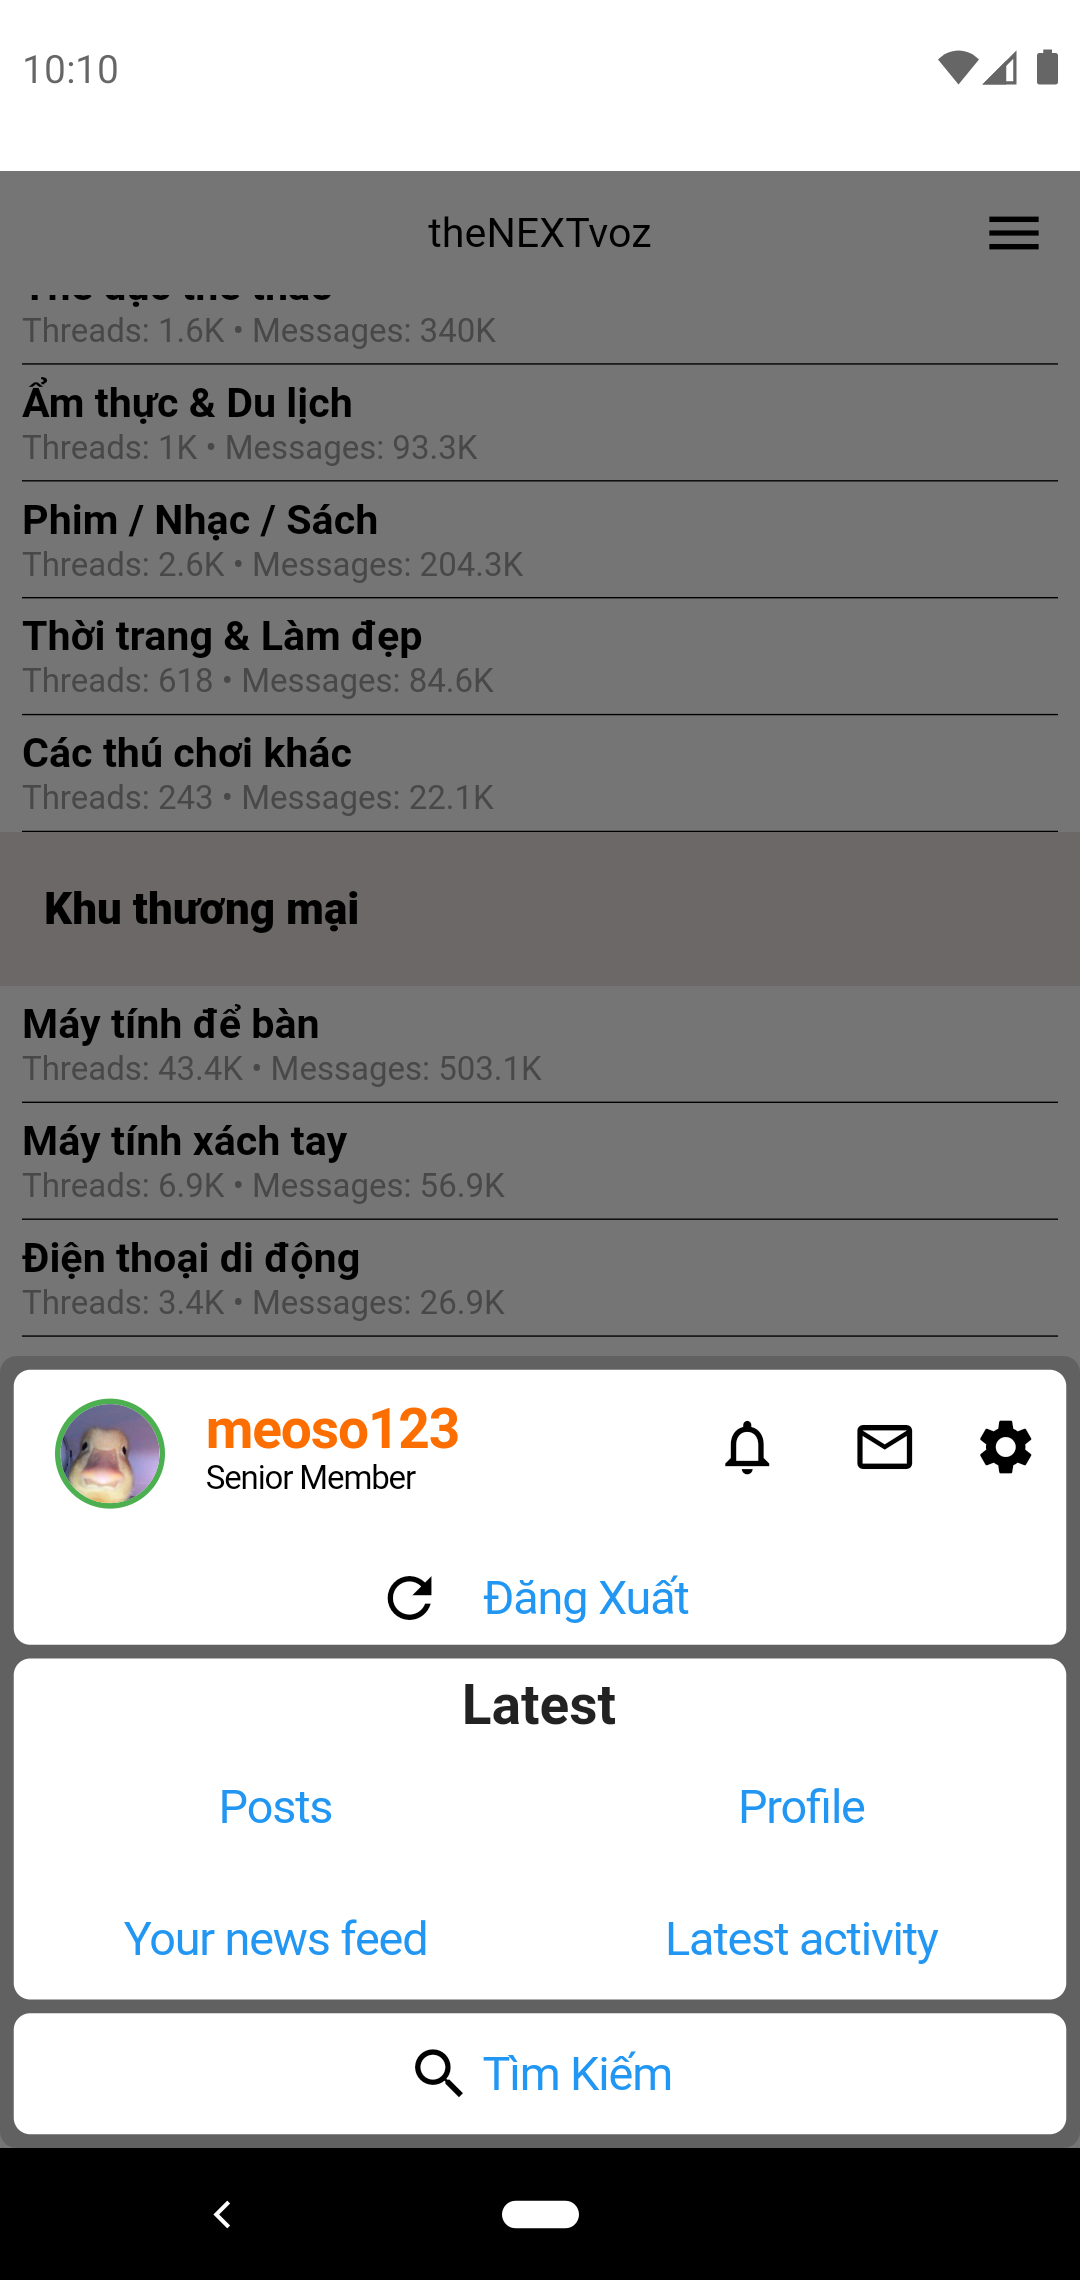 10:10
theNEXTvoz
Thể dục thể thao
Threads: 1.6K • Messages: 340K
Ẩm thực & Du lịch
Threads: 1K • Messages: 93.3K
Phim / Nhạc / Sách
Threads: 2.6K • Messages: 204.3K
Thời trang & Làm đẹp
Threads: 618 • Messages: 84.6K
Các thú chơi khác
Threads: 243 • Messages: 22.1K
Khu thương mại
Máy tính để bàn
Threads: 43.4K • Messages: 503.1K
Máy tính xách tay
Threads: 6.9K • Messages: 56.9K
Điện thoại di động
Threads: 3.4K • Messages: 26.9K
meoso123
Senior Member
Đăng Xuất
Latest
Posts Profile
Your news feed Latest activity
Tìm Kiếm